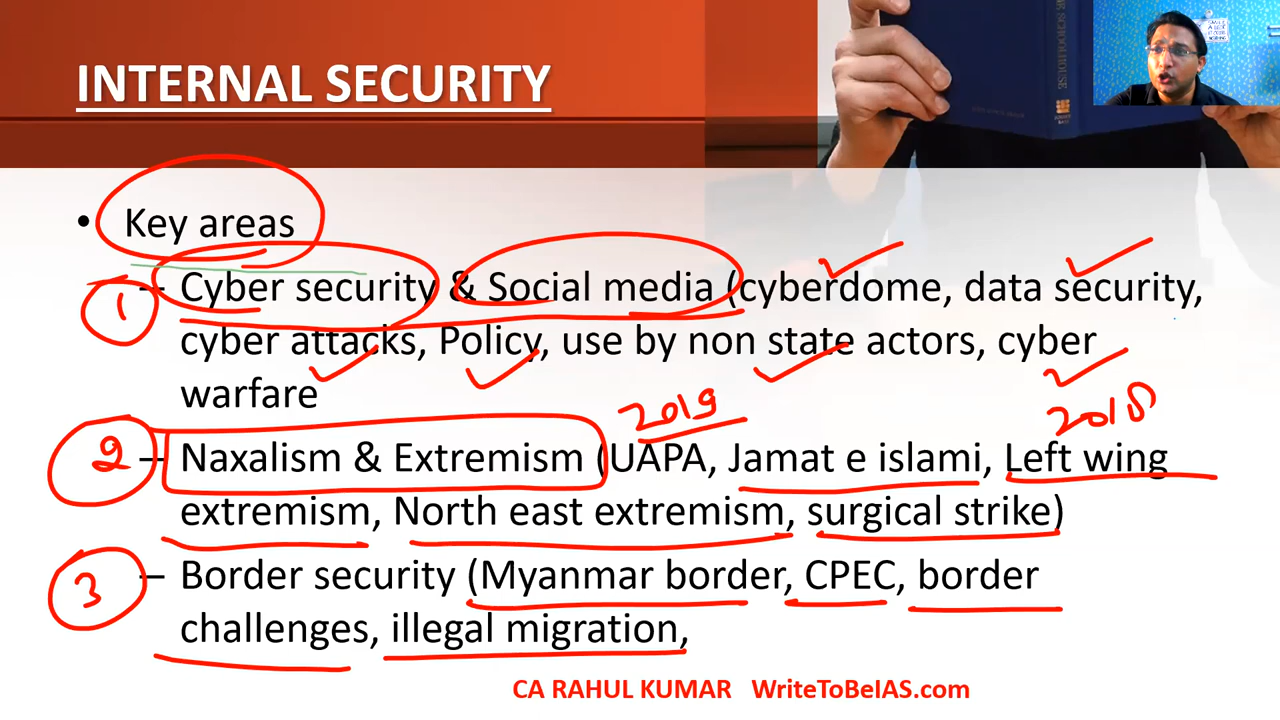 INTERNAL SECURITY
• Key areas
1 – Cyber security & Social media (cyberdome, data security,
cyber attacks, Policy, use by non state actors, cyber
warfare
2019
2018
2 – Naxalism & Extremism (UAPA, Jamat e islami, Left wing
extremism, North east extremism, surgical strike)
3 – Border security (Myanmar border, CPEC, border
challenges, illegal migration,
CA RAHUL KUMAR WriteToBeIAS.com